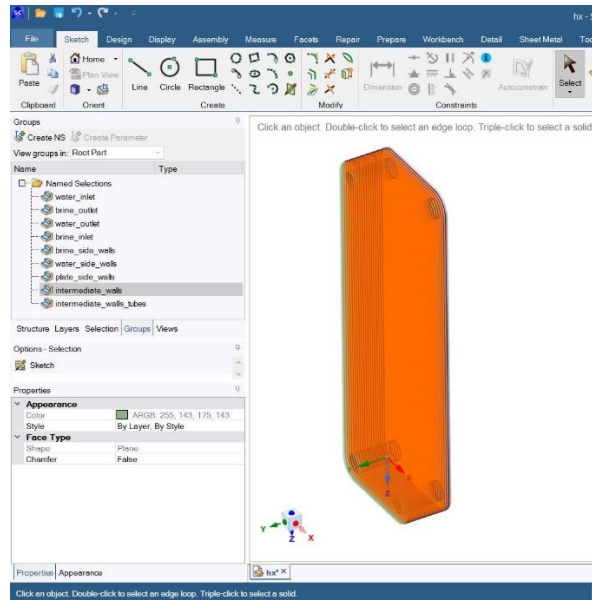 hx - S
File Sketch Design Display Assembly Measure Facets Repair Prepare Workbench Detail Sheet Metal Too
Paste
Home
Plan View
Line Circle Rectangle
Dimension
Autoconstrain
Select
Clipboard Orient Create Modify Constraints
Groups
Create NS Create Parameter
View groups in: Root Part
Name Type
Named Selections
water_inlet
brine_outlet
water_outlet
brine_inlet
brine_side_walls
water_side_walls
plate_side_walls
intermediate_walls
intermediate_walls_tubes
Structure Layers Selection Groups Views
Options - Selection
Sketch
Properties
Appearance
Color ARGB: 255, 143, 175, 143
Style By Layer, By Style
Face Type
Shape Plane
Chamfer False
Properties Appearance
Click an object. Double-click to select an edge loop. Triple-click to select a solid
X
Z
Y Z X
hx*
Click an object. Double-click to select an edge loop. Triple-click to select a solid.